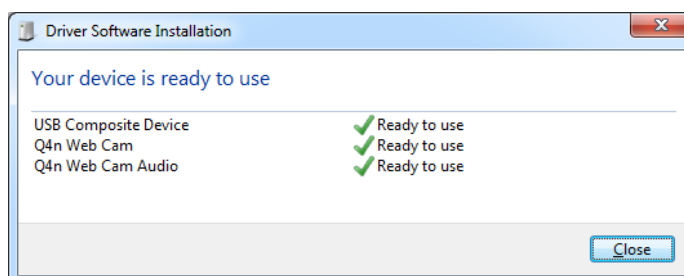 Driver Software Installation
Your device is ready to use
USB Composite Device Ready to use
Q4n Web Cam Ready to use
Q4n Web Cam Audio Ready to use
Close